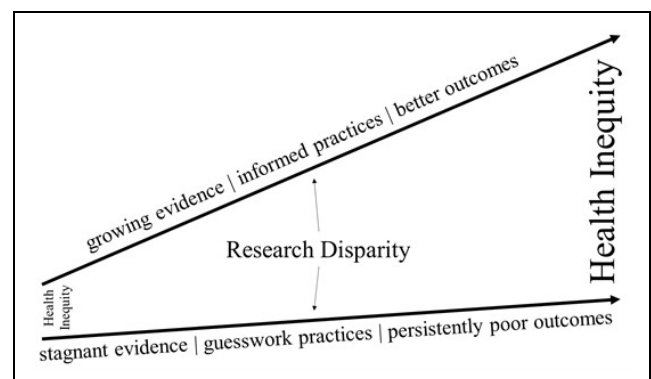 growing evidence | informed practices | better outcomes
Health Inequity
Research Disparity
Health
Inequity
stagnant evidence | guesswork practices | persistently poor outcomes